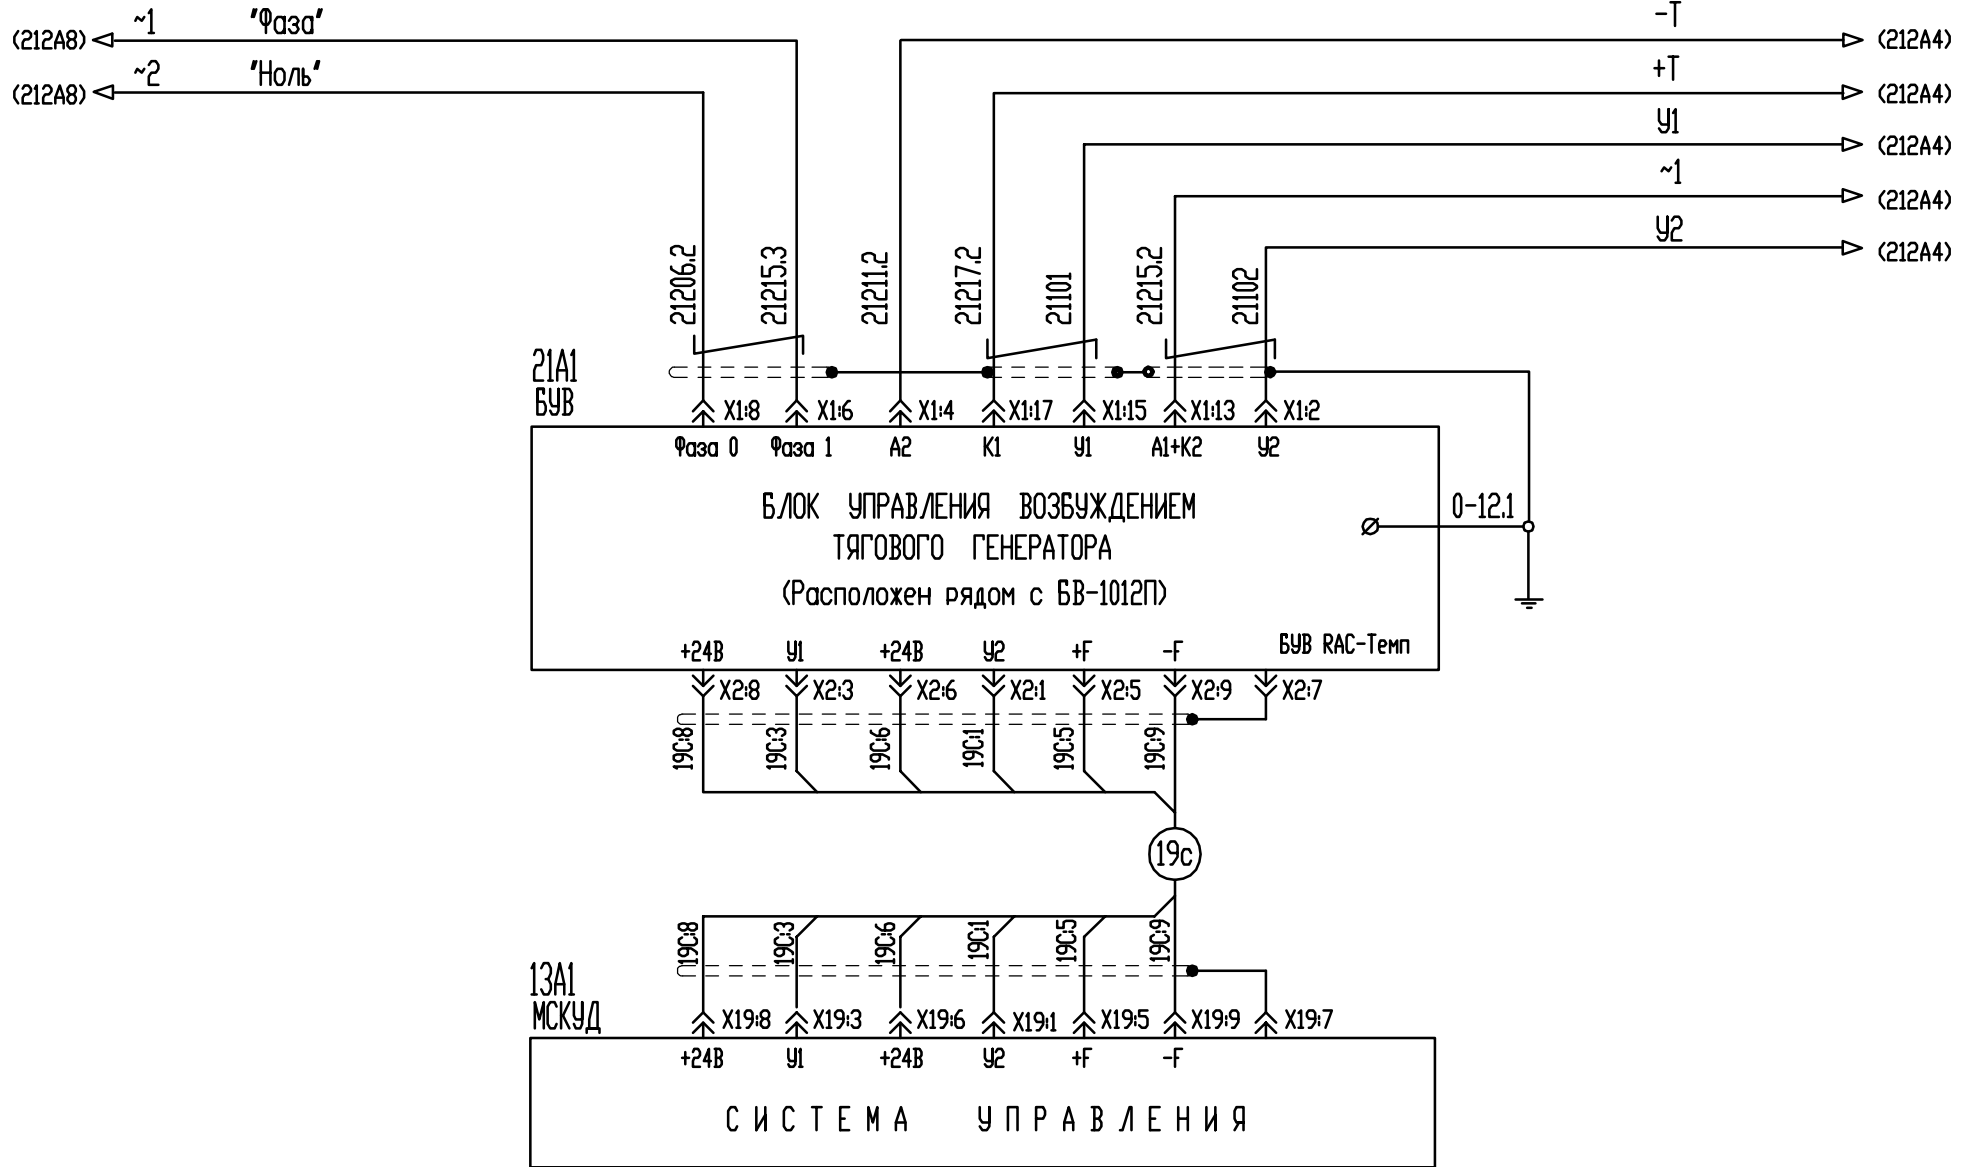 ~1 "Фаза" -Т
(212А8) (212А4)
~2 "Ноль" +Т
(212А8) (212А4)
У1
(212А4)
~1
(212А4)
У2
(212А4)
21206.2 21215.3 21211.2 21217.2 21101 21215.2 21102
21А1
БУВ
Х1:8 Х1:6 Х1:4 Х1:17 Х1:15 Х1:13 Х1:2
Фаза 0 Фаза 1 А2 К1 У1 А1+К2 У2
БЛОК УПРАВЛЕНИЯ ВОЗБУЖДЕНИЕМ
0-12.1
ТЯГОВОГО ГЕНЕРАТОРА
(Расположен рядом с БВ-1012П)
БУВ RAC-Темп
+24В У1 +24В У2 +F -F
Х2:8 Х2:3 Х2:6 Х2:1 Х2:5 Х2:9 Х2:7
19С:8 19С:3 19С:6 19С:1 19С:5 19С:9
19с
19С:8 19С:3 19С:6 19С:1 19С:5 19С:9
13А1
МСКУД
Х19:8 Х19:3 Х19:6 Х19:1 Х19:5 Х19:9 Х19:7
+24В У1 +24В У2 +F -F
СИСТЕМА УПРАВЛЕНИЯ